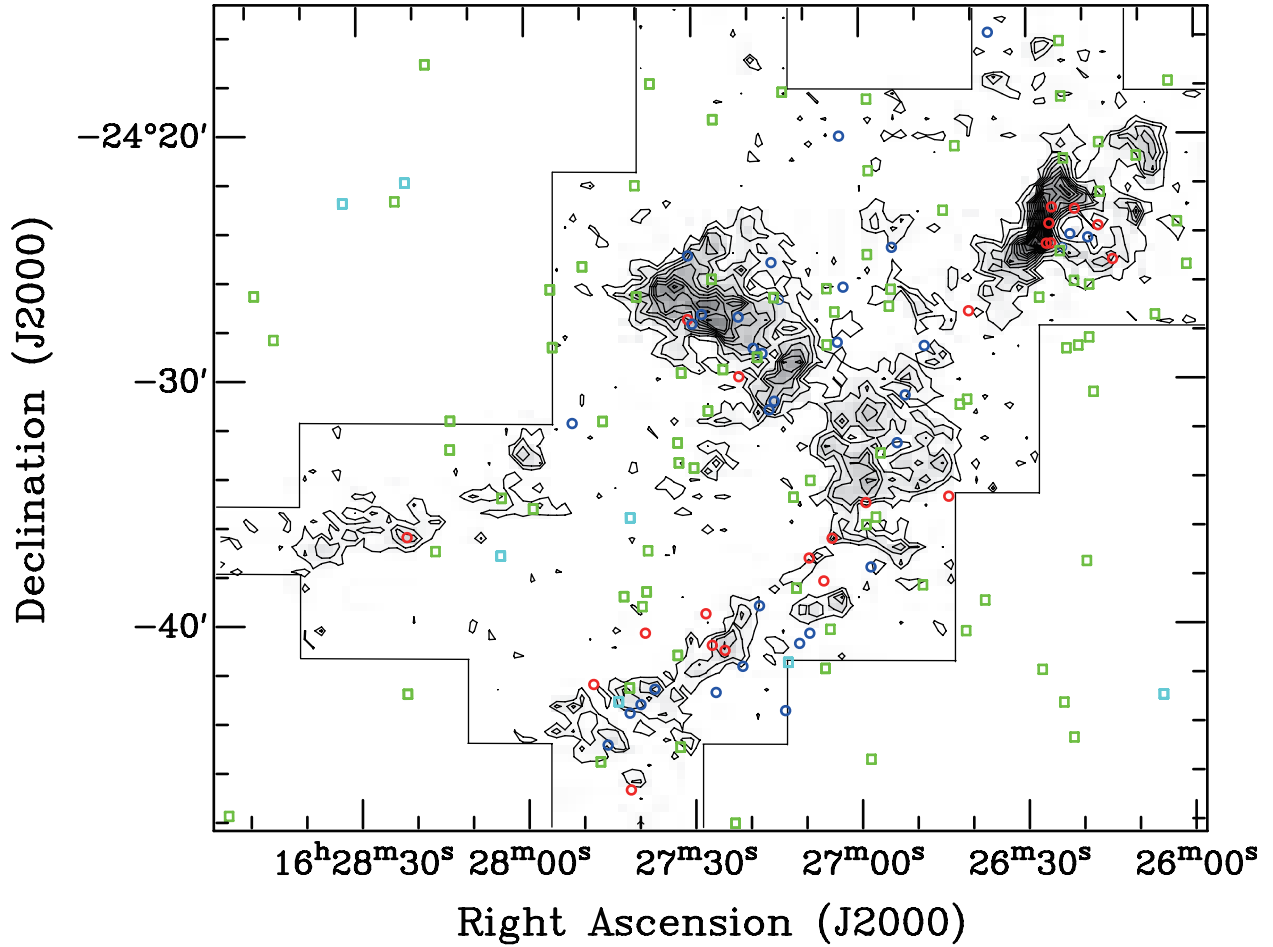 Declination (J2000)
−24°20′
−30′
−40′
16ʰ28ᵐ30ˢ 28ᵐ00ˢ 27ᵐ30ˢ 27ᵐ00ˢ 26ᵐ30ˢ 26ᵐ00ˢ
Right Ascension (J2000)